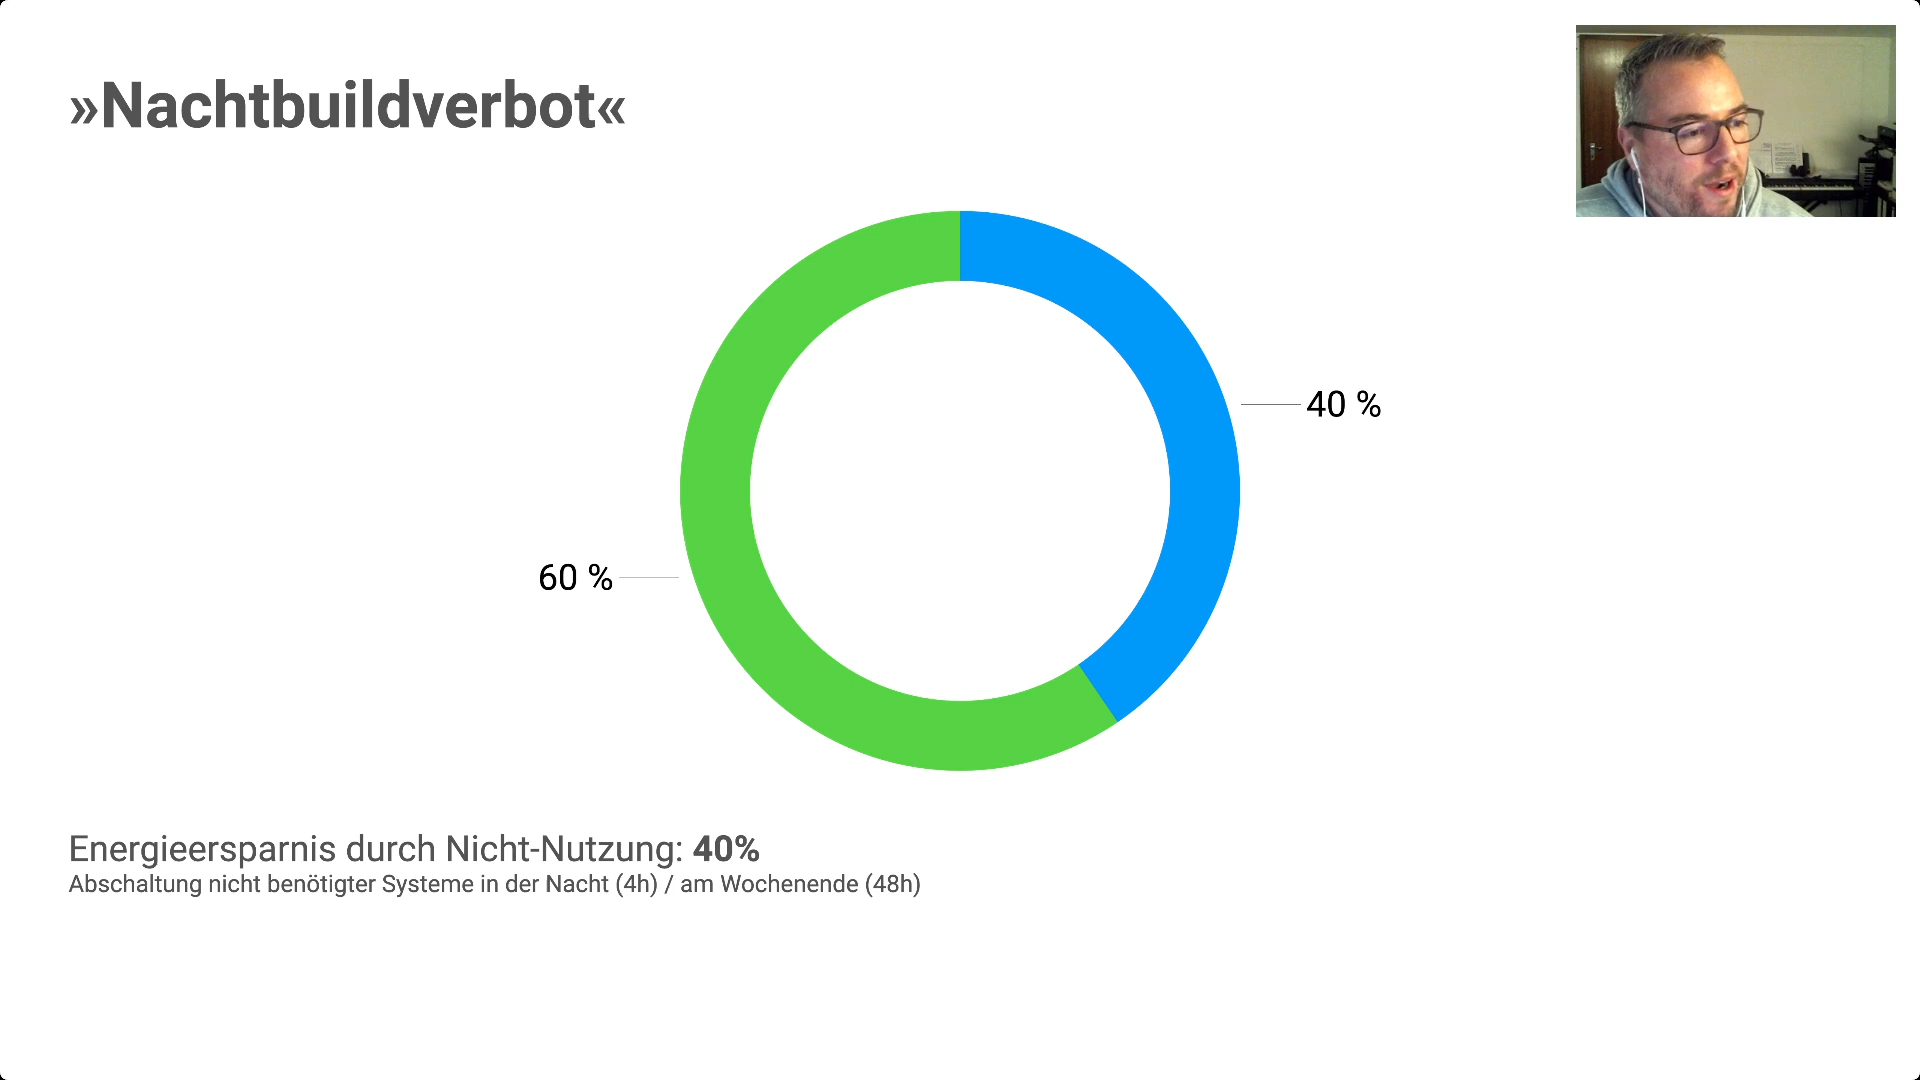 »Nachtbuildverbot«
40 %
60 %
Energieersparnis durch Nicht-Nutzung: 40%
Abschaltung nicht benötigter Systeme in der Nacht (4h) / am Wochenende (48h)